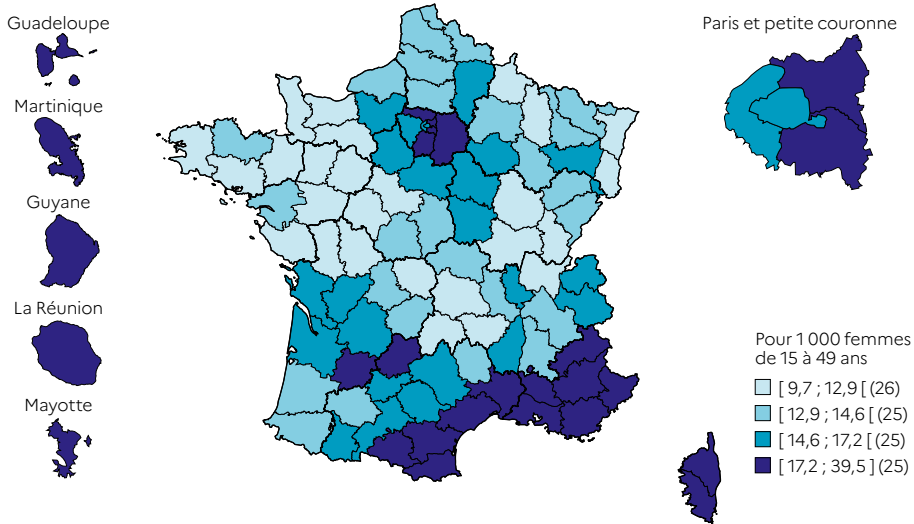 Guadeloupe
Martinique
Guyane
La Réunion
Mayotte
Paris et petite couronne
Pour 1 000 femmes
de 15 à 49 ans
[ 9,7 ; 12,9 [ (26)
[ 12,9 ; 14,6 [ (25)
[ 14,6 ; 17,2 [ (25)
[ 17,2 ; 39,5 ] (25)